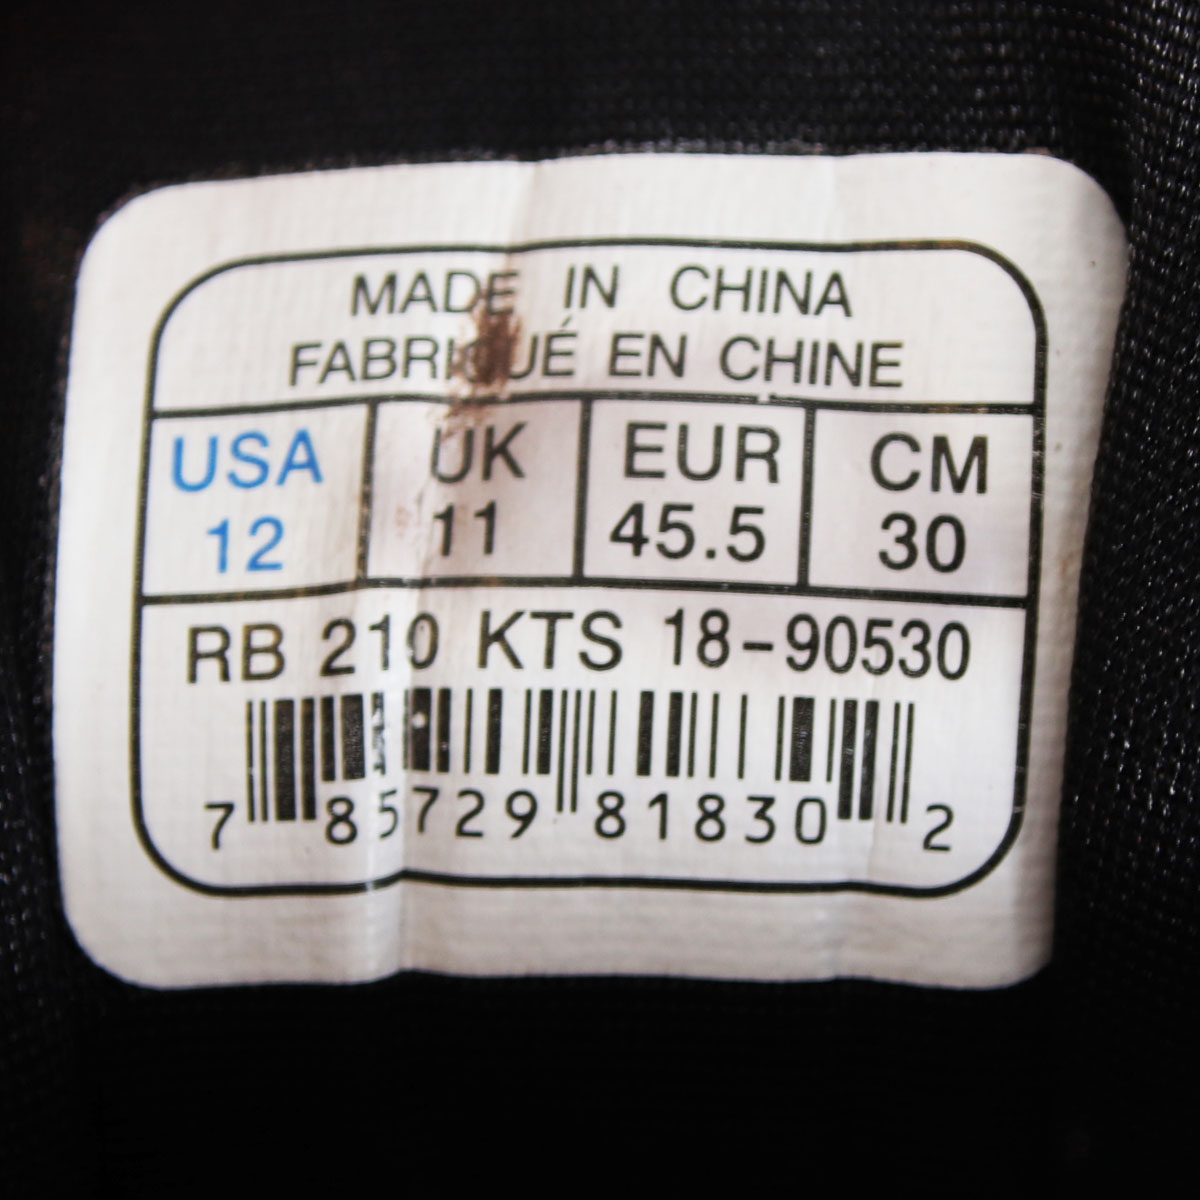 MADE IN CHINA
FABRIQUÉ EN CHINE
USA UK EUR CM
12 11 45.5 30
RB 210 KTS 18-90530
7 85729 81830 2